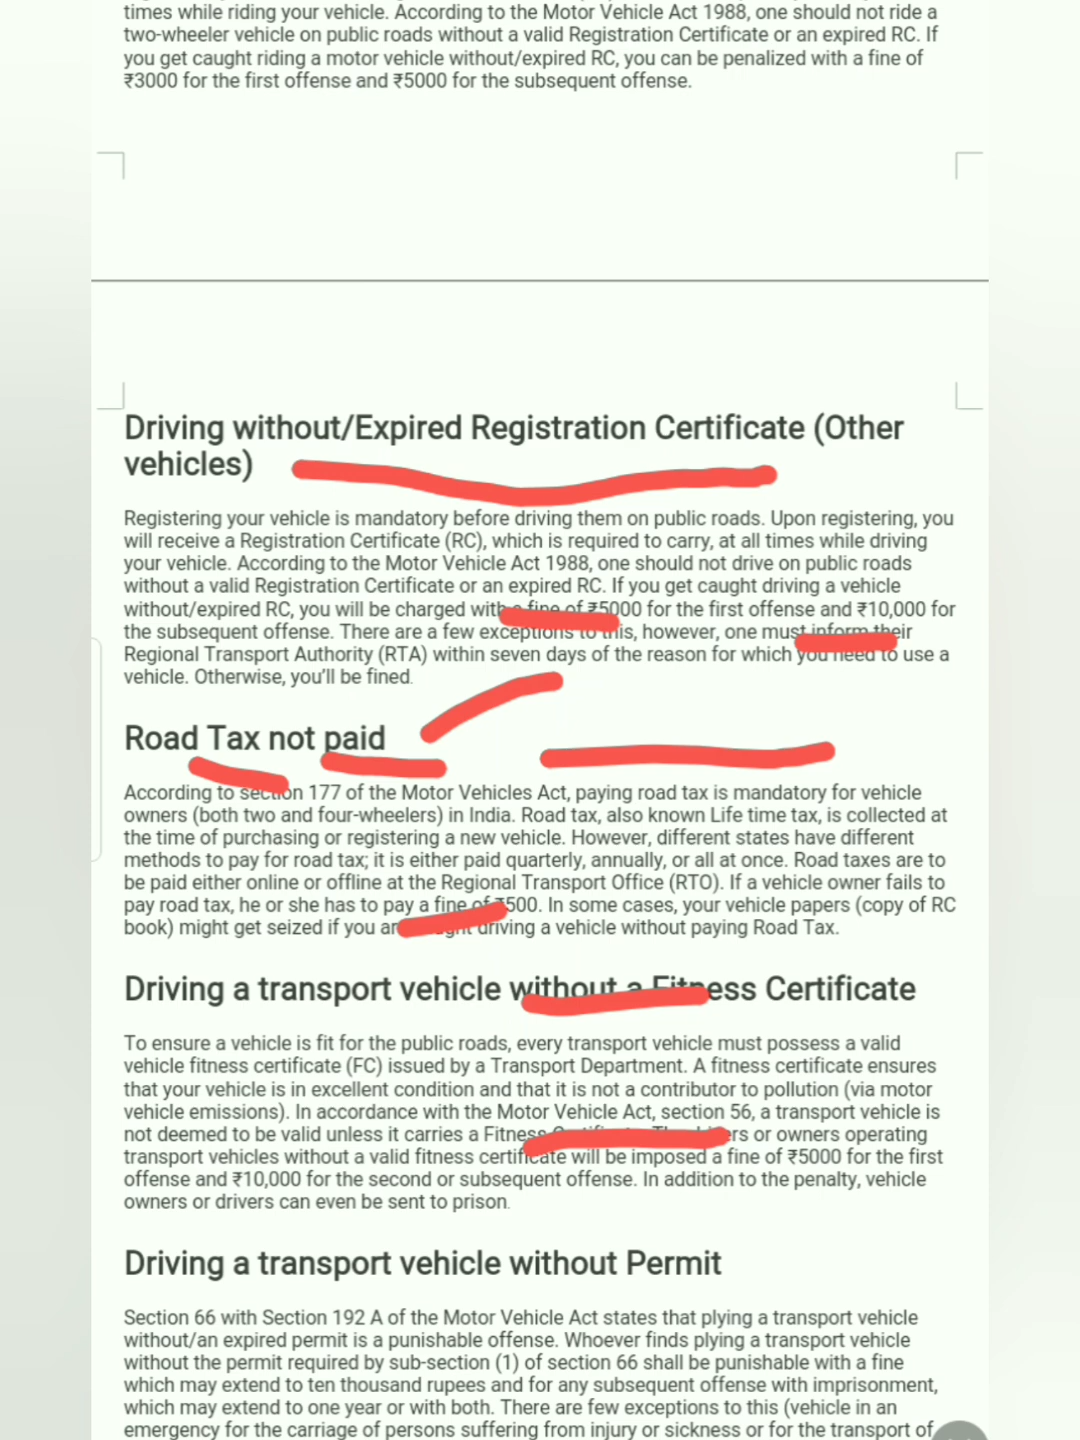 times while riding your vehicle. According to the Motor Vehicle Act 1988, one should not ride a
two-wheeler vehicle on public roads without a valid Registration Certificate or an expired RC. If
you get caught riding a motor vehicle without/expired RC, you can be penalized with a fine of
₹3000 for the first offense and ₹5000 for the subsequent offense.
Driving without/Expired Registration Certificate (Other
vehicles)
Registering your vehicle is mandatory before driving them on public roads. Upon registering, you
will receive a Registration Certificate (RC), which is required to carry, at all times while driving
your vehicle. According to the Motor Vehicle Act 1988, one should not drive on public roads
without a valid Registration Certificate or an expired RC. If you get caught driving a vehicle
without/expired RC, you will be charged with a fine of ₹5000 for the first offense and ₹10,000 for
the subsequent offense. There are a few exceptions to this, however, one must inform their
Regional Transport Authority (RTA) within seven days of the reason for which you need to use a
vehicle. Otherwise, you'll be fined.
Road Tax not paid
According to section 177 of the Motor Vehicles Act, paying road tax is mandatory for vehicle
owners (both two and four-wheelers) in India. Road tax, also known Life time tax, is collected at
the time of purchasing or registering a new vehicle. However, different states have different
methods to pay for road tax; it is either paid quarterly, annually, or all at once. Road taxes are to
be paid either online or offline at the Regional Transport Office (RTO). If a vehicle owner fails to
pay road tax, he or she has to pay a fine of ₹500. In some cases, your vehicle papers (copy of RC
book) might get seized if you driving a vehicle without paying Road Tax.
Driving a transport vehicle without a Fitness Certificate
To ensure a vehicle is fit for the public roads, every transport vehicle must possess a valid
vehicle fitness certificate (FC) issued by a Transport Department. A fitness certificate ensures
that your vehicle is in excellent condition and that it is not a contributor to pollution (via motor
vehicle emissions). In accordance with the Motor Vehicle Act, section 56, a transport vehicle is
not deemed to be valid unless it carries a Fitness or owners operating
transport vehicles without a valid fitness certificate will be imposed a fine of ₹5000 for the first
offense and ₹10,000 for the second or subsequent offense. In addition to the penalty, vehicle
owners or drivers can even be sent to prison.
Driving a transport vehicle without Permit
Section 66 with Section 192 A of the Motor Vehicle Act states that plying a transport vehicle
without/an expired permit is a punishable offense. Whoever finds plying a transport vehicle
without the permit required by sub-section (1) of section 66 shall be punishable with a fine
which may extend to ten thousand rupees and for any subsequent offense with imprisonment,
which may extend to one year or with both. There are few exceptions to this (vehicle in an
emergency for the carriage of persons suffering from injury or sickness or for the transport of